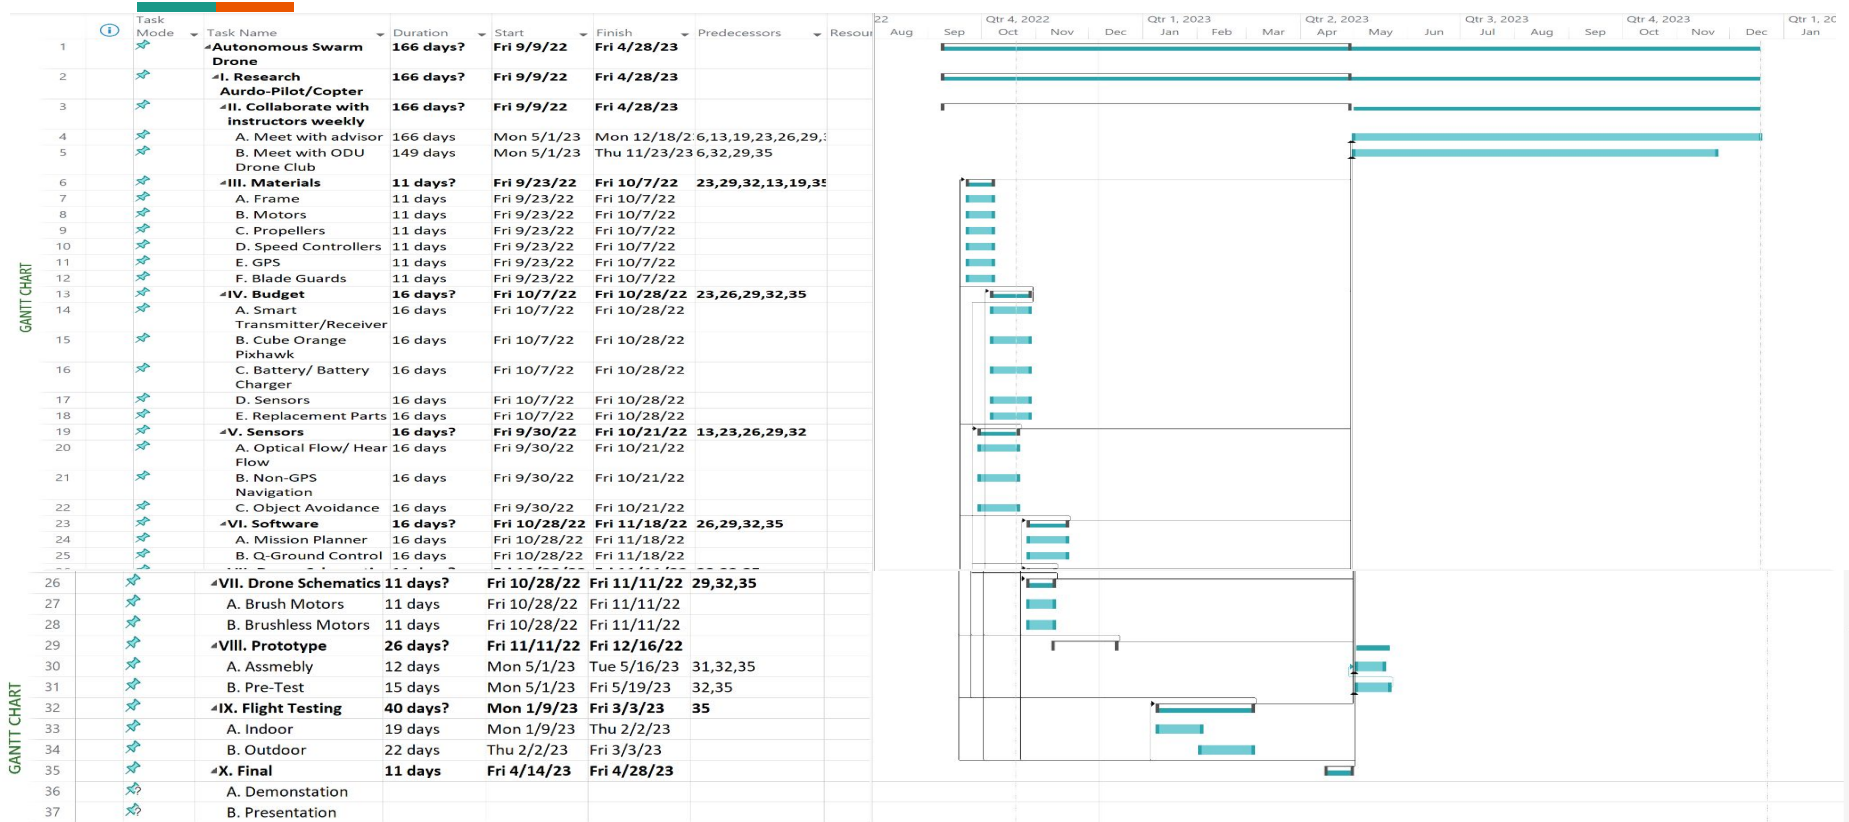 Task
Mode Task Name Duration Start Finish Predecessors Resour
22 Qtr 4, 2022 Qtr 1, 2023 Qtr 2, 2023 Qtr 3, 2023 Qtr 4, 2023 Qtr 1, 20
Aug Sep Oct Nov Dec Jan Feb Mar Apr May Jun Jul Aug Sep Oct Nov Dec Jan
1 Autonomous Swarm 166 days? Fri 9/9/22 Fri 4/28/23
Drone
2 I. Research 166 days? Fri 9/9/22 Fri 4/28/23
Aurdo-Pilot/Copter
3 II. Collaborate with 166 days? Fri 9/9/22 Fri 4/28/23
instructors weekly
4 A. Meet with advisor 166 days Mon 5/1/23 Mon 12/18/2 6,13,19,23,26,29,
5 B. Meet with ODU 149 days Mon 5/1/23 Thu 11/23/23 6,32,29,35
Drone Club
6 III. Materials 11 days? Fri 9/23/22 Fri 10/7/22 23,29,32,13,19,35
7 A. Frame 11 days Fri 9/23/22 Fri 10/7/22
8 B. Motors 11 days Fri 9/23/22 Fri 10/7/22
9 C. Propellers 11 days Fri 9/23/22 Fri 10/7/22
10 D. Speed Controllers 11 days Fri 9/23/22 Fri 10/7/22
11 E. GPS 11 days Fri 9/23/22 Fri 10/7/22
12 F. Blade Guards 11 days Fri 9/23/22 Fri 10/7/22
13 IV. Budget 16 days? Fri 10/7/22 Fri 10/28/22 23,26,29,32,35
14 A. Smart 16 days Fri 10/7/22 Fri 10/28/22
Transmitter/Receiver
15 B. Cube Orange 16 days Fri 10/7/22 Fri 10/28/22
Pixhawk
16 C. Battery/ Battery 16 days Fri 10/7/22 Fri 10/28/22
Charger
17 D. Sensors 16 days Fri 10/7/22 Fri 10/28/22
18 E. Replacement Parts 16 days Fri 10/7/22 Fri 10/28/22
19 V. Sensors 16 days? Fri 9/30/22 Fri 10/21/22 13,23,26,29,32
20 A. Optical Flow/ Hear 16 days Fri 9/30/22 Fri 10/21/22
Flow
21 B. Non-GPS 16 days Fri 9/30/22 Fri 10/21/22
Navigation
22 C. Object Avoidance 16 days Fri 9/30/22 Fri 10/21/22
23 VI. Software 16 days? Fri 10/28/22 Fri 11/18/22 26,29,32,35
24 A. Mission Planner 16 days Fri 10/28/22 Fri 11/18/22
25 B. Q-Ground Control 16 days Fri 10/28/22 Fri 11/18/22
26 VII. Drone Schematics 11 days? Fri 10/28/22 Fri 11/11/22 29,32,35
27 A. Brush Motors 11 days Fri 10/28/22 Fri 11/11/22
28 B. Brushless Motors 11 days Fri 10/28/22 Fri 11/11/22
29 VIII. Prototype 26 days? Fri 11/11/22 Fri 12/16/22
30 A. Assmebly 12 days Mon 5/1/23 Tue 5/16/23 31,32,35
31 B. Pre-Test 15 days Mon 5/1/23 Fri 5/19/23 32,35
32 IX. Flight Testing 40 days? Mon 1/9/23 Fri 3/3/23 35
33 A. Indoor 19 days Mon 1/9/23 Thu 2/2/23
34 B. Outdoor 22 days Thu 2/2/23 Fri 3/3/23
35 X. Final 11 days Fri 4/14/23 Fri 4/28/23
36 A. Demonstation
37 B. Presentation
GANTT CHART
GANTT CHART